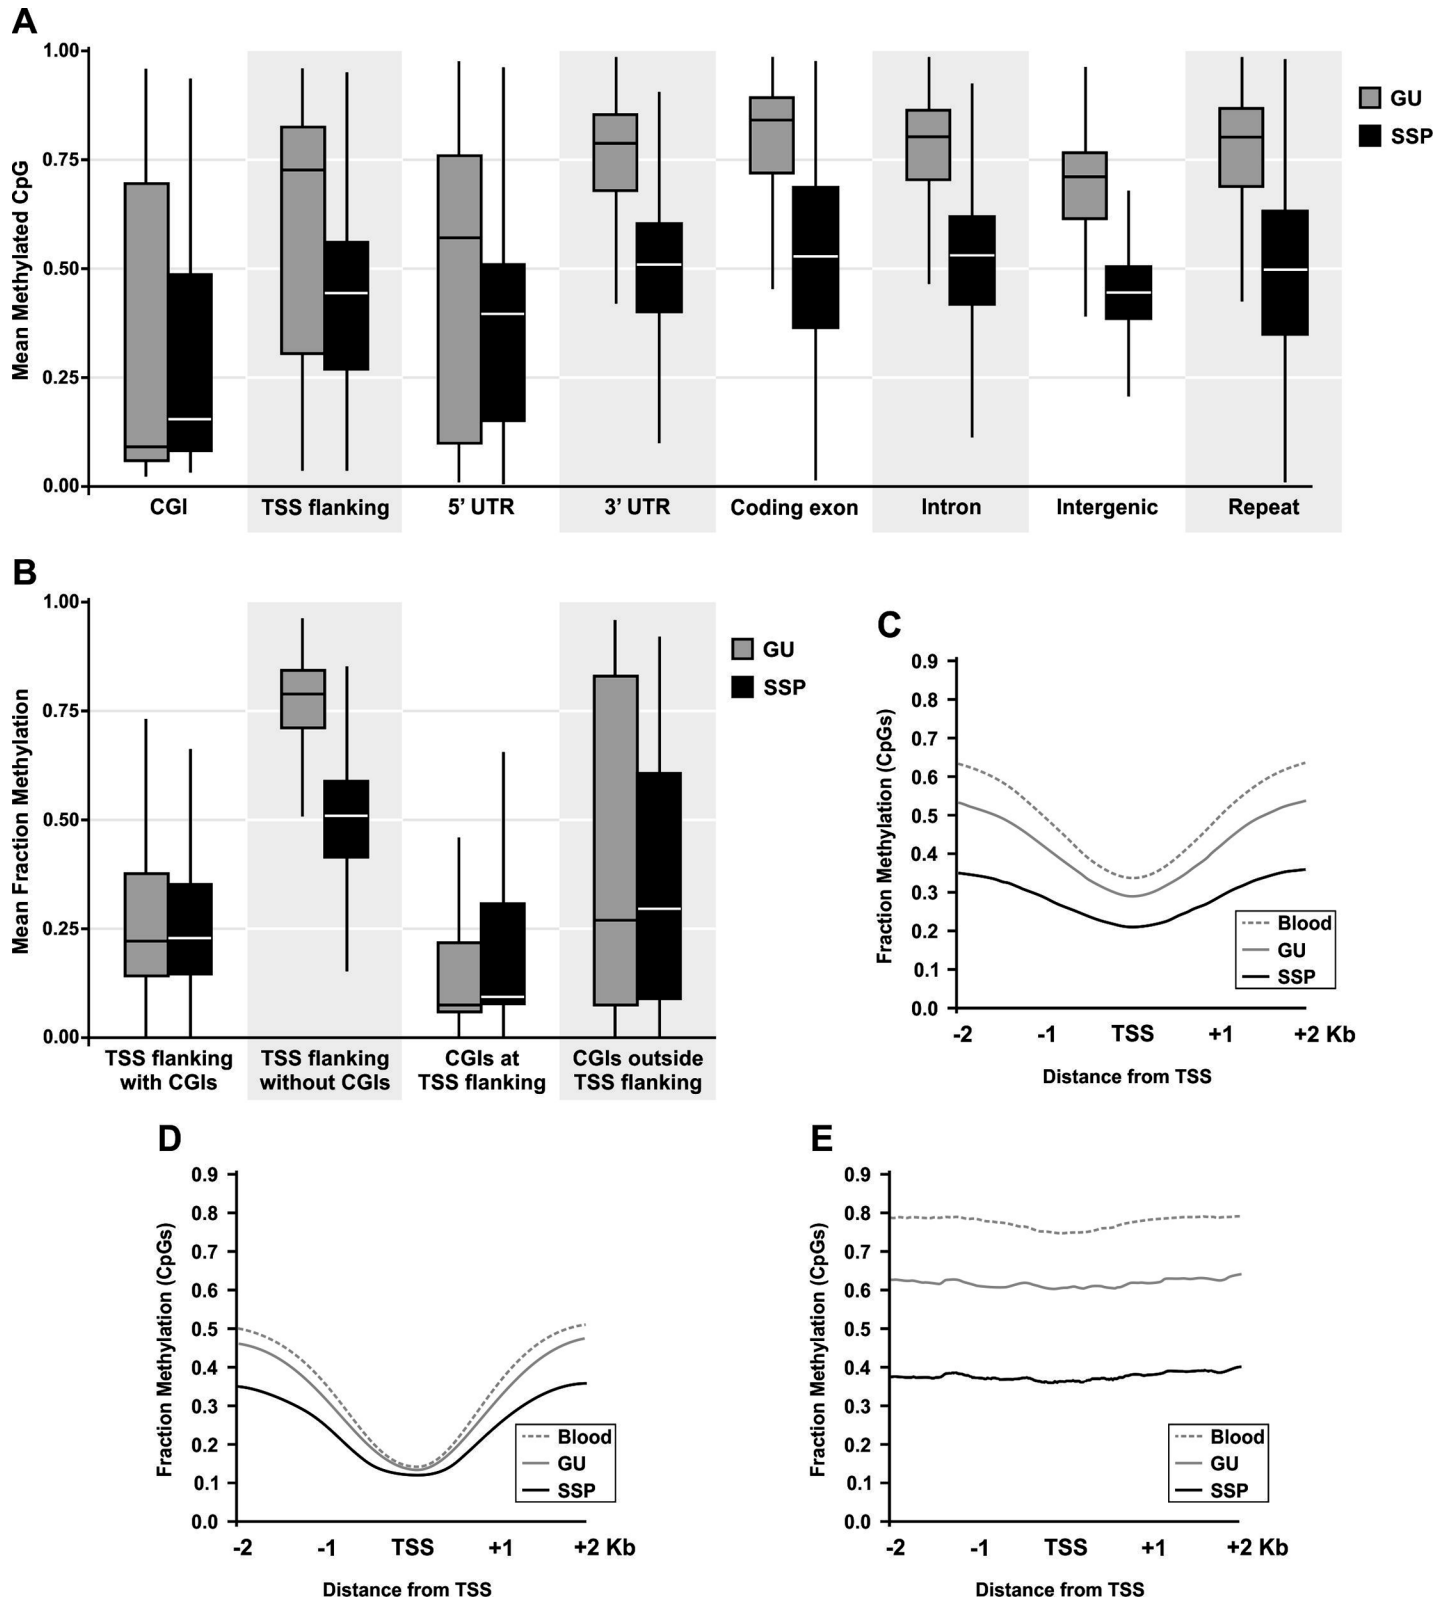 A
Mean Methylated CpG
1.00
0.75
0.50
0.25
0.00
CGI
TSS flanking
5’ UTR
3’ UTR
Coding exon
Intron
Intergenic
Repeat
GU
SSP
B
Mean Fraction Methylation
1.00
0.75
0.50
0.25
0.00
TSS flanking
with CGIs
TSS flanking
without CGIs
CGIs at
TSS flanking
CGIs outside
TSS flanking
GU
SSP
C
Fraction Methylation (CpGs)
0.9
0.8
0.7
0.6
0.5
0.4
0.3
0.2
0.1
0.0
Blood
GU
SSP
-2 -1 TSS +1 +2 Kb
Distance from TSS
D
Fraction Methylation (CpGs)
0.9
0.8
0.7
0.6
0.5
0.4
0.3
0.2
0.1
0.0
Blood
GU
SSP
-2 -1 TSS +1 +2 Kb
Distance from TSS
E
Fraction Methylation (CpGs)
0.9
0.8
0.7
0.6
0.5
0.4
0.3
0.2
0.1
0.0
Blood
GU
SSP
-2 -1 TSS +1 +2 Kb
Distance from TSS